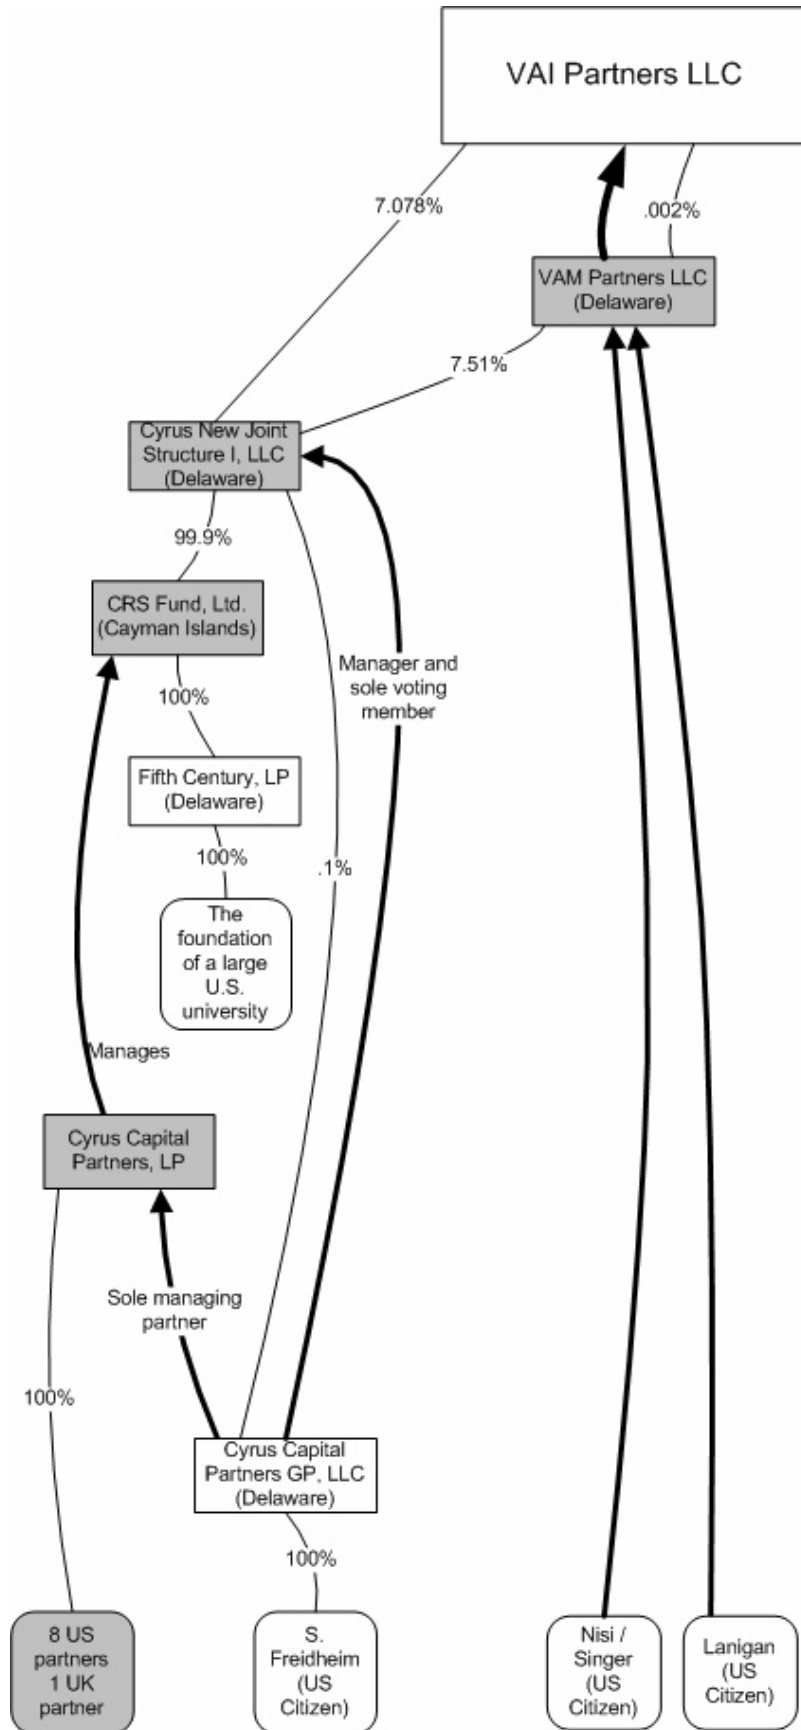 VAI Partners LLC
7.078%
.002%
VAM Partners LLC
(Delaware)
7.51%
Cyrus New Joint
Structure I, LLC
(Delaware)
99.9%
CRS Fund, Ltd.
(Cayman Islands)
Manager and
sole voting
member
100%
Fifth Century, LP
(Delaware)
100%
.1%
The
foundation
of a large
U.S.
university
Manages
Cyrus Capital
Partners, LP
Sole managing
partner
100%
Cyrus Capital
Partners GP, LLC
(Delaware)
100%
8 US
partners
1 UK
partner
S.
Freidheim
(US
Citizen)
Nisi /
Singer
(US
Citizen)
Lanigan
(US
Citizen)